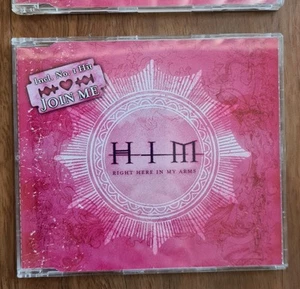 Incl. No. 1 Hit
JOIN ME
HIM
RIGHT HERE IN MY ARMS